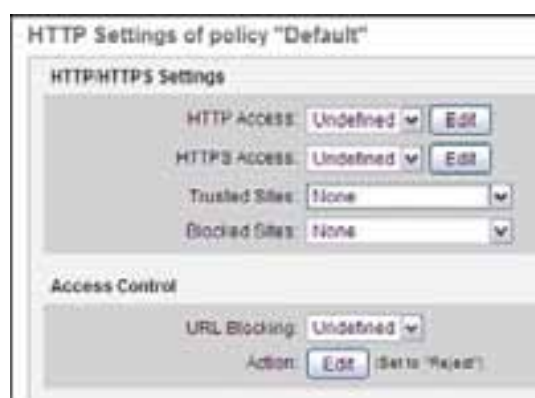 HTTP Settings of policy "Default"
HTTP/HTTPS Settings
HTTP Access: Undefined Edit
HTTPS Access: Undefined Edit
Trusted Sites: None
Blocked Sites: None
Access Control
URL Blocking: Undefined
Action: Edit (Set to "Reject")